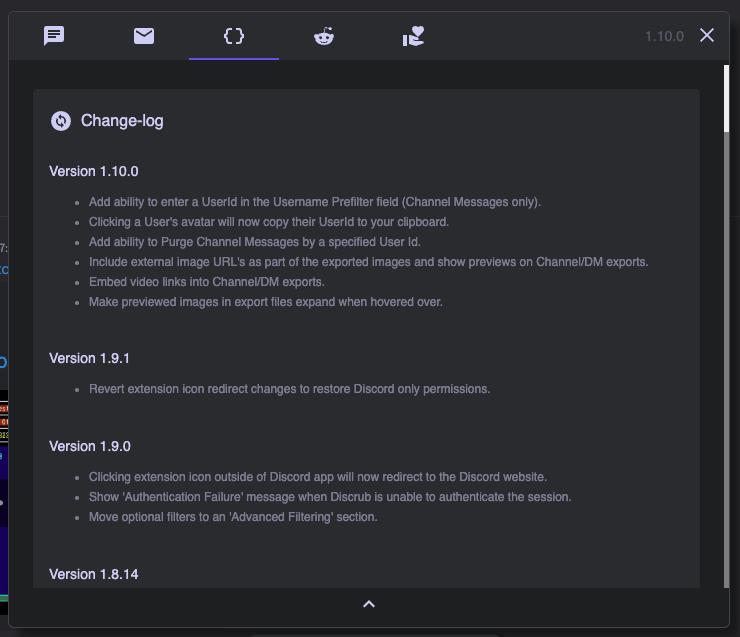 1.10.0
Change-log
Version 1.10.0
Add ability to enter a UserId in the Username Prefilter field (Channel Messages only).
Clicking a User's avatar will now copy their UserId to your clipboard.
Add ability to Purge Channel Messages by a specified User Id.
Include external image URL's as part of the exported images and show previews on Channel/DM exports.
Embed video links into Channel/DM exports.
Make previewed images in export files expand when hovered over.
Version 1.9.1
Revert extension icon redirect changes to restore Discord only permissions.
Version 1.9.0
Clicking extension icon outside of Discord app will now redirect to the Discord website.
Show 'Authentication Failure' message when Discrub is unable to authenticate the session.
Move optional filters to an 'Advanced Filtering' section.
Version 1.8.14